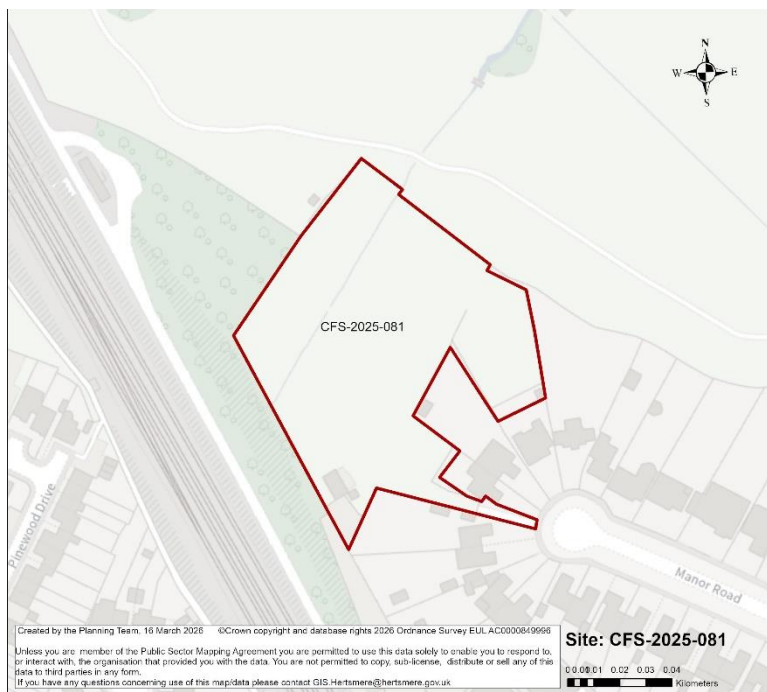 N
W E
S
CFS-2025-081
Pinewood Drive
Manor Road
Created by the Planning Team, 16 March 2026 ©Crown copyright and database rights 2026 Ordnance Survey EUL AC0000849996
Unless you are member of the Public Sector Mapping Agreement you are permitted to use this data solely to enable you to respond to,
or interact with, the organisation that provided you with the data. You are not permitted to copy, sub-license, distribute or sell any of this
data to third parties in any form.
If you have any questions concerning use of this map/data please contact GIS.Hertsmere@hertsmere.gov.uk
Site: CFS-2025-081
0 0.01 0.02 0.03 0.04
Kilometers